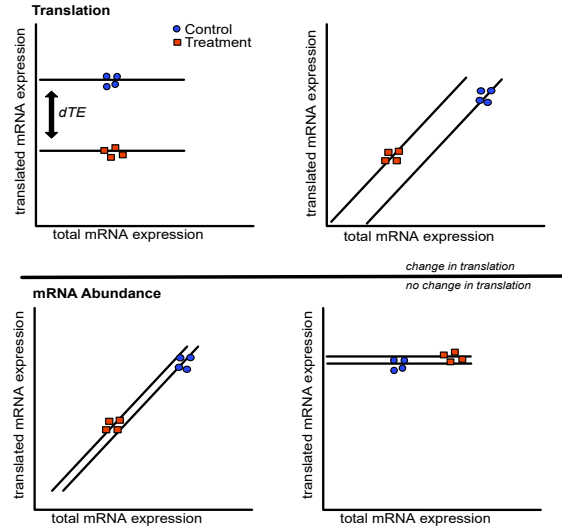 Translation
Control
Treatment
translated mRNA expression
dTE
total mRNA expression
translated mRNA expression
total mRNA expression
change in translation
no change in translation
mRNA Abundance
translated mRNA expression
total mRNA expression
translated mRNA expression
total mRNA expression